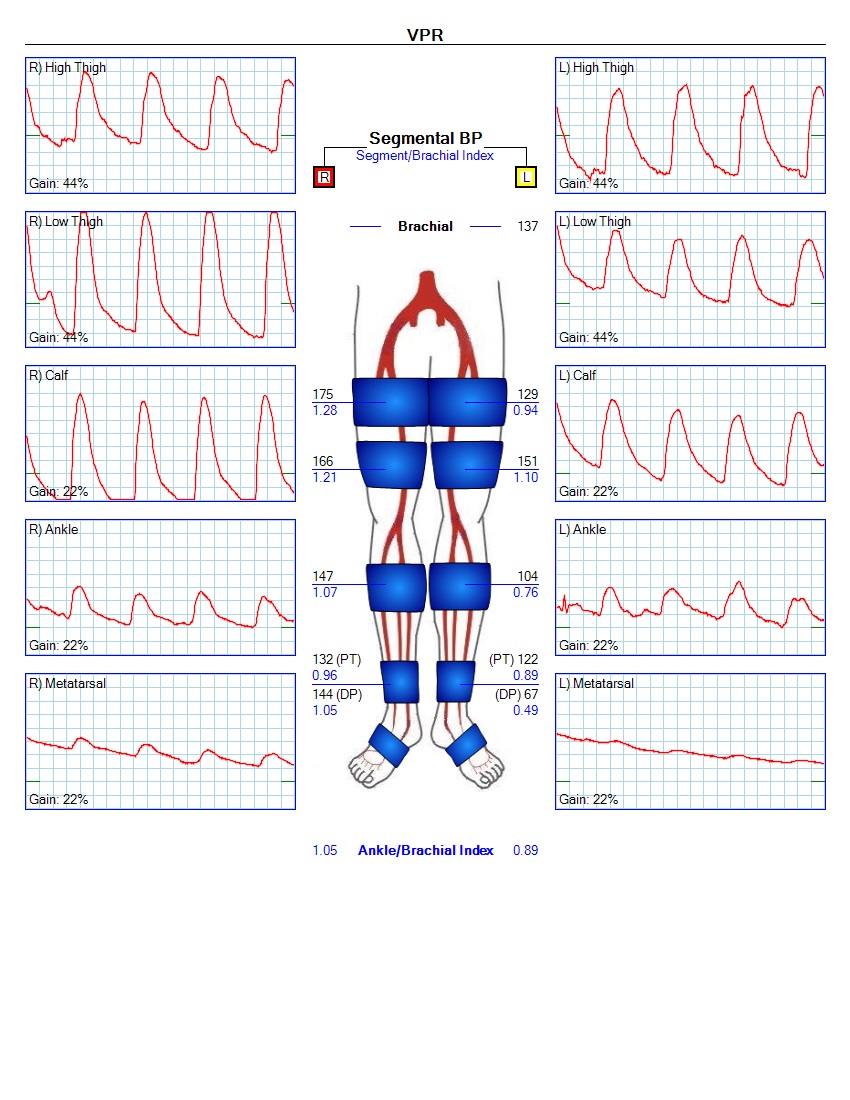 VPR
R) High Thigh
Gain: 44%
R) Low Thigh
Gain: 44%
R) Calf
Gain: 22%
R) Ankle
Gain: 22%
R) Metatarsal
Gain: 22%
Segmental BP
Segment/Brachial Index
R
L
Brachial 137
175
1.28
129
0.94
166
1.21
151
1.10
147
1.07
104
0.76
132 (PT)
0.96
144 (DP)
1.05
(PT) 122
0.89
(DP) 67
0.49
1.05 Ankle/Brachial Index 0.89
L) High Thigh
Gain: 44%
L) Low Thigh
Gain: 44%
L) Calf
Gain: 22%
L) Ankle
Gain: 22%
L) Metatarsal
Gain: 22%